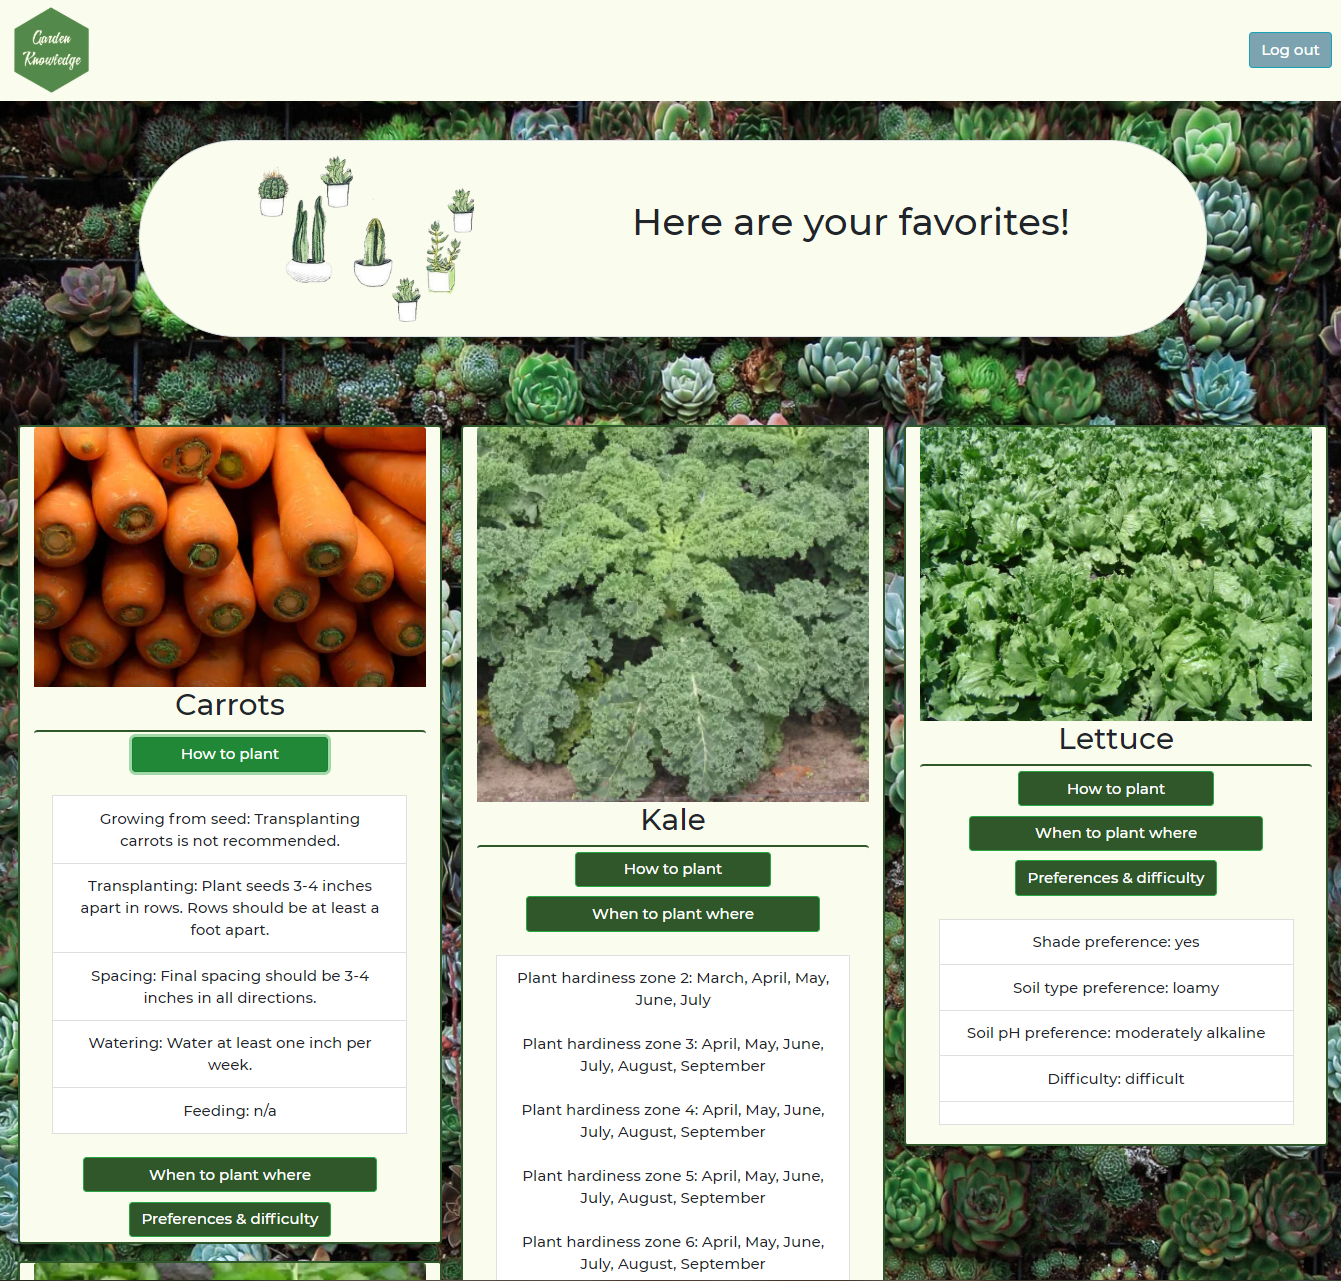 Garden
Knowledge
Log out
Here are your favorites!
Carrots
How to plant
Growing from seed: Transplanting
carrots is not recommended.
Transplanting: Plant seeds 3-4 inches
apart in rows. Rows should be at least a
foot apart.
Spacing: Final spacing should be 3-4
inches in all directions.
Watering: Water at least one inch per
week.
Feeding: n/a
When to plant where
Preferences & difficulty
Kale
How to plant
When to plant where
Plant hardiness zone 2: March, April, May,
June, July
Plant hardiness zone 3: April, May, June,
July, August, September
Plant hardiness zone 4: April, May, June,
July, August, September
Plant hardiness zone 5: April, May, June,
July, August, September
Plant hardiness zone 6: April, May, June,
July, August, September
Lettuce
How to plant
When to plant where
Preferences & difficulty
Shade preference: yes
Soil type preference: loamy
Soil pH preference: moderately alkaline
Difficulty: difficult